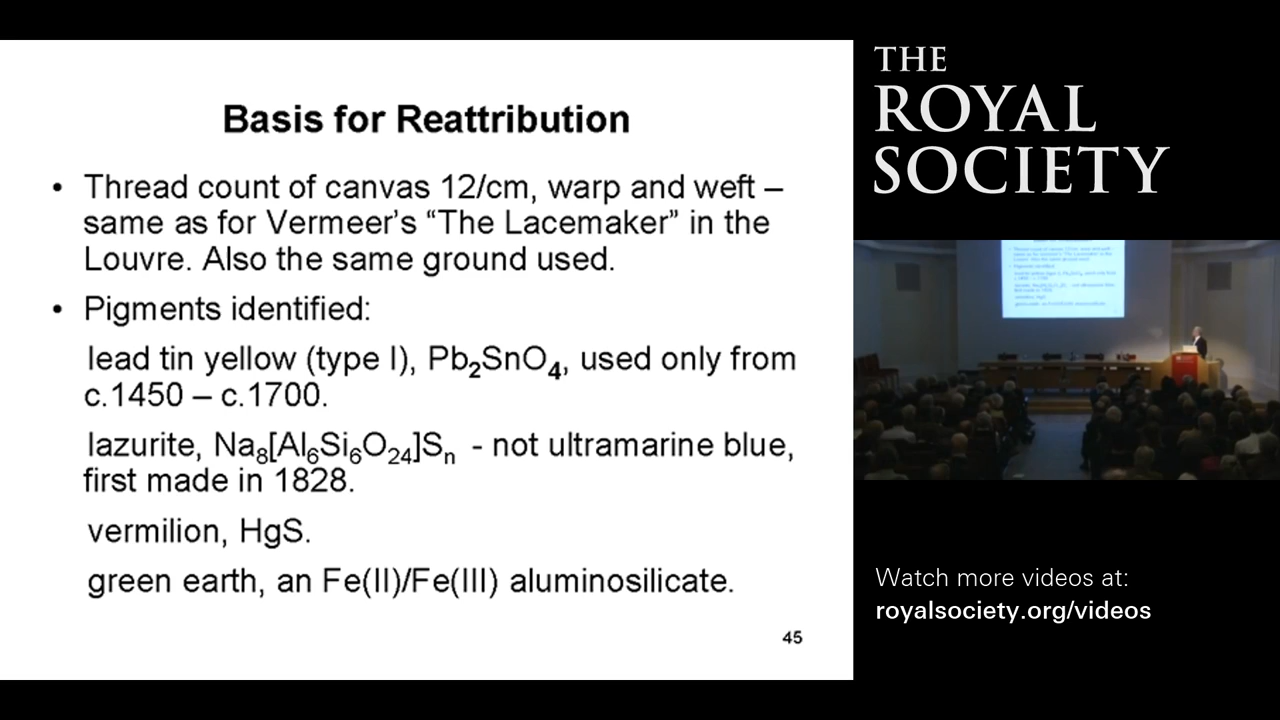 Basis for Reattribution
• Thread count of canvas 12/cm, warp and weft –
same as for Vermeer’s “The Lacemaker” in the
Louvre. Also the same ground used.
• Pigments identified:
lead tin yellow (type I), Pb₂SnO₄, used only from
c.1450 – c.1700.
lazurite, Na₈[Al₆Si₆O₂₄]Sₙ - not ultramarine blue,
first made in 1828.
vermilion, HgS.
green earth, an Fe(II)/Fe(III) aluminosilicate.
45
THE
ROYAL
SOCIETY
Watch more videos at:
royalsociety.org/videos